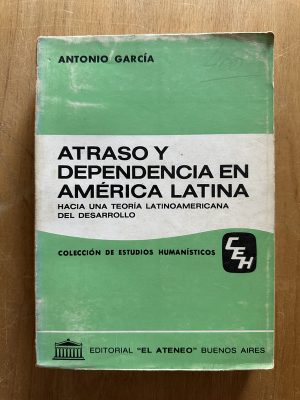 ANTONIO GARCÍA
ATRASO Y
DEPENDENCIA EN
AMÉRICA LATINA
HACIA UNA TEORÍA LATINOAMERICANA
DEL DESARROLLO
COLECCIÓN DE ESTUDIOS HUMANÍSTICOS
CEH
EDITORIAL "EL ATENEO" BUENOS AIRES